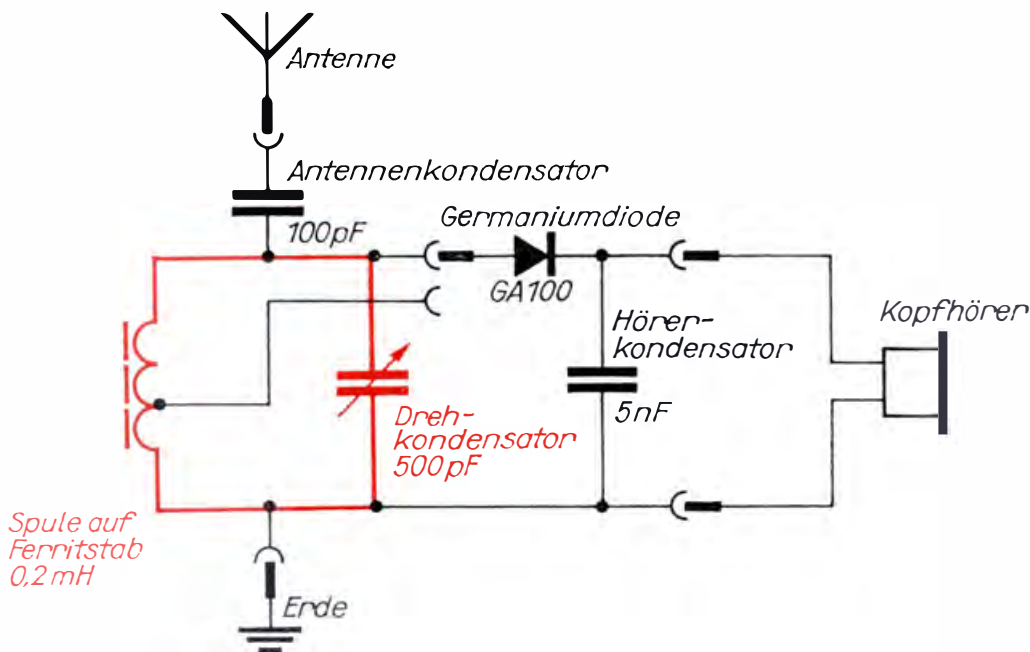 Antenne
Antennenkondensator
100pF
Germaniumdiode
GA100
Hörer-
kondensator
5nF
Kopfhörer
Dreh-
kondensator
500pF
Spule auf
Ferritstab
0,2mH
Erde